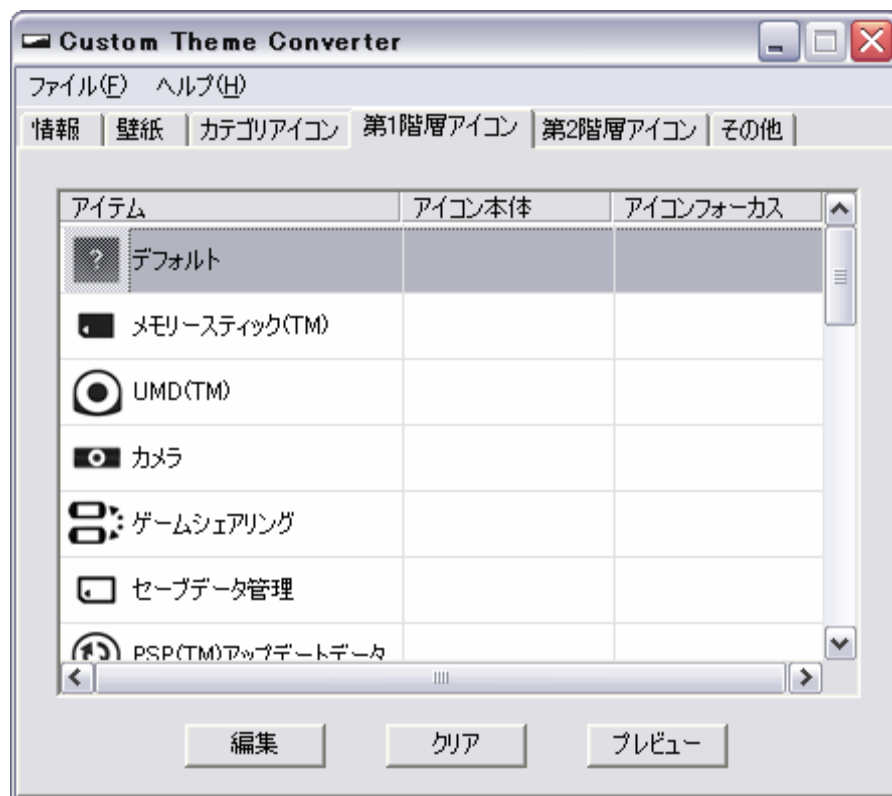 Custom Theme Converter
ファイル(F) ヘルプ(H)
情報 壁紙 カテゴリアイコン 第1階層アイコン 第2階層アイコン その他
アイテム アイコン本体 アイコンフォーカス
? デフォルト
メモリースティック(TM)
UMD(TM)
カメラ
ゲームシェアリング
セーブデータ管理
PSP(TM)アップデートデータ
編集 クリア プレビュー